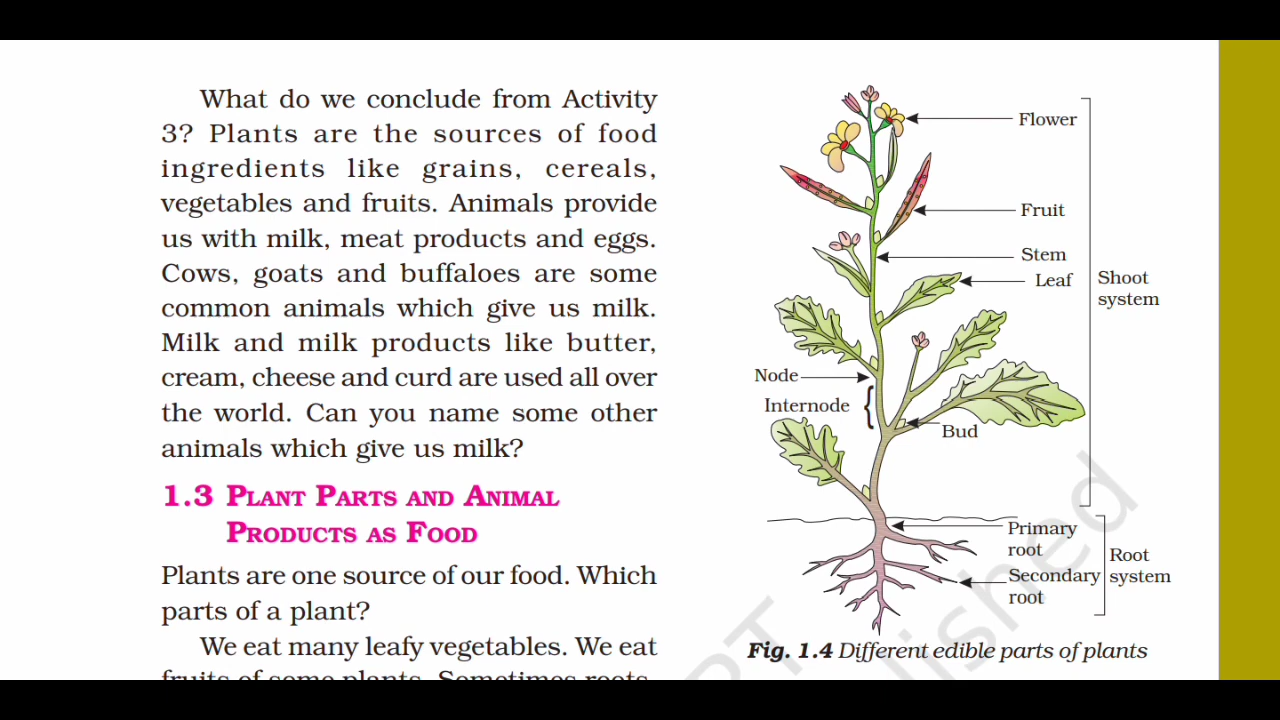 What do we conclude from Activity
3? Plants are the sources of food
ingredients like grains, cereals,
vegetables and fruits. Animals provide
us with milk, meat products and eggs.
Cows, goats and buffaloes are some
common animals which give us milk.
Milk and milk products like butter,
cream, cheese and curd are used all over
the world. Can you name some other
animals which give us milk?
1.3 PLANT PARTS AND ANIMAL
PRODUCTS AS FOOD
Plants are one source of our food. Which
parts of a plant?
We eat many leafy vegetables. We eat
fruits of some plants. Sometimes roots,
Flower
Fruit
Stem
Leaf
Shoot
system
Node
Internode
Bud
Primary
root
Secondary
root
Root
system
Fig. 1.4 Different edible parts of plants